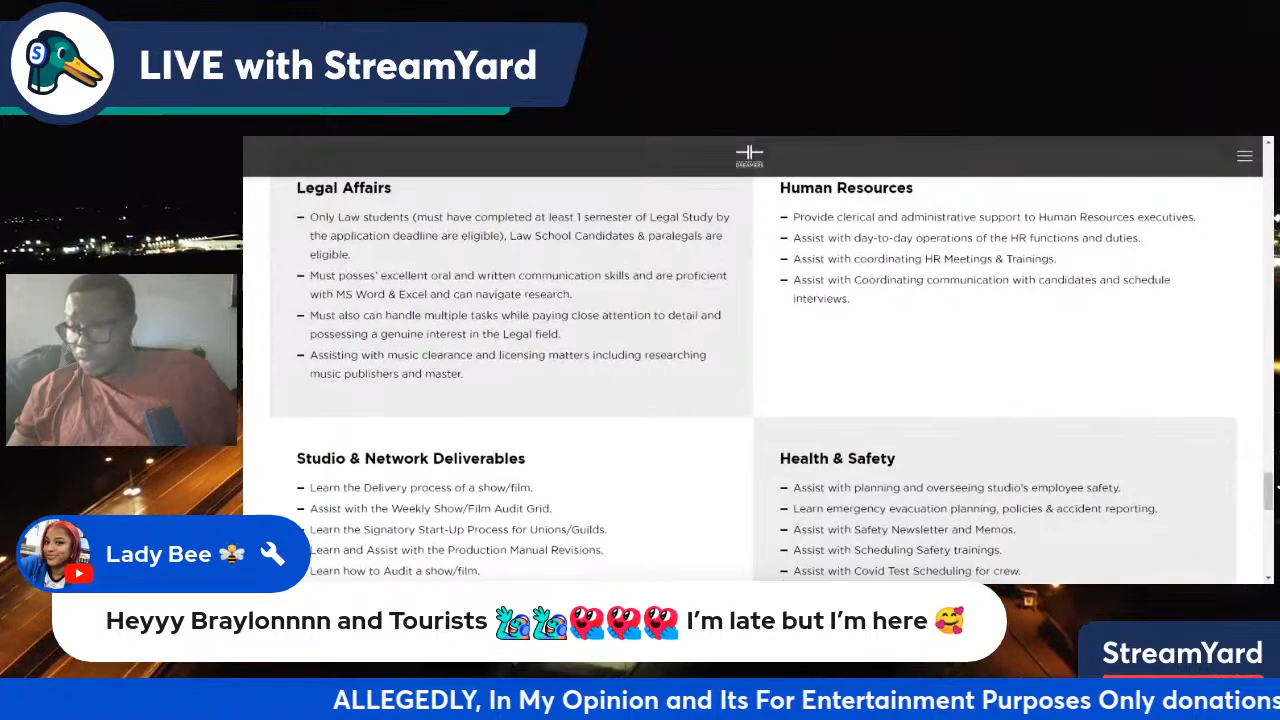 LIVE with StreamYard
DREAMERS
Legal Affairs
– Only Law students (must have completed at least 1 semester of Legal Study by
the application deadline are eligible), Law School Candidates & paralegals are
eligible.
– Must posses' excellent oral and written communication skills and are proficient
with MS Word & Excel and can navigate research.
– Must also can handle multiple tasks while paying close attention to detail and
possessing a genuine interest in the Legal field.
– Assisting with music clearance and licensing matters including researching
music publishers and master.
Human Resources
– Provide clerical and administrative support to Human Resources executives.
– Assist with day-to-day operations of the HR functions and duties.
– Assist with coordinating HR Meetings & Trainings.
– Assist with Coordinating communication with candidates and schedule
interviews.
Studio & Network Deliverables
– Learn the Delivery process of a show/film.
– Assist with the Weekly Show/Film Audit Grid.
Learn the Signatory Start-Up Process for Unions/Guilds.
Learn and Assist with the Production Manual Revisions.
Learn how to Audit a show/film.
Health & Safety
– Assist with planning and overseeing studio's employee safety.
– Learn emergency evacuation planning, policies & accident reporting.
– Assist with Safety Newsletter and Memos.
– Assist with Scheduling Safety trainings.
– Assist with Covid Test Scheduling for crew.
Lady Bee 🐝
Heyyy Braylonnnn and Tourists I'm late but I'm here 🥰
StreamYard
ALLEGEDLY, In My Opinion and Its For Entertainment Purposes Only donations